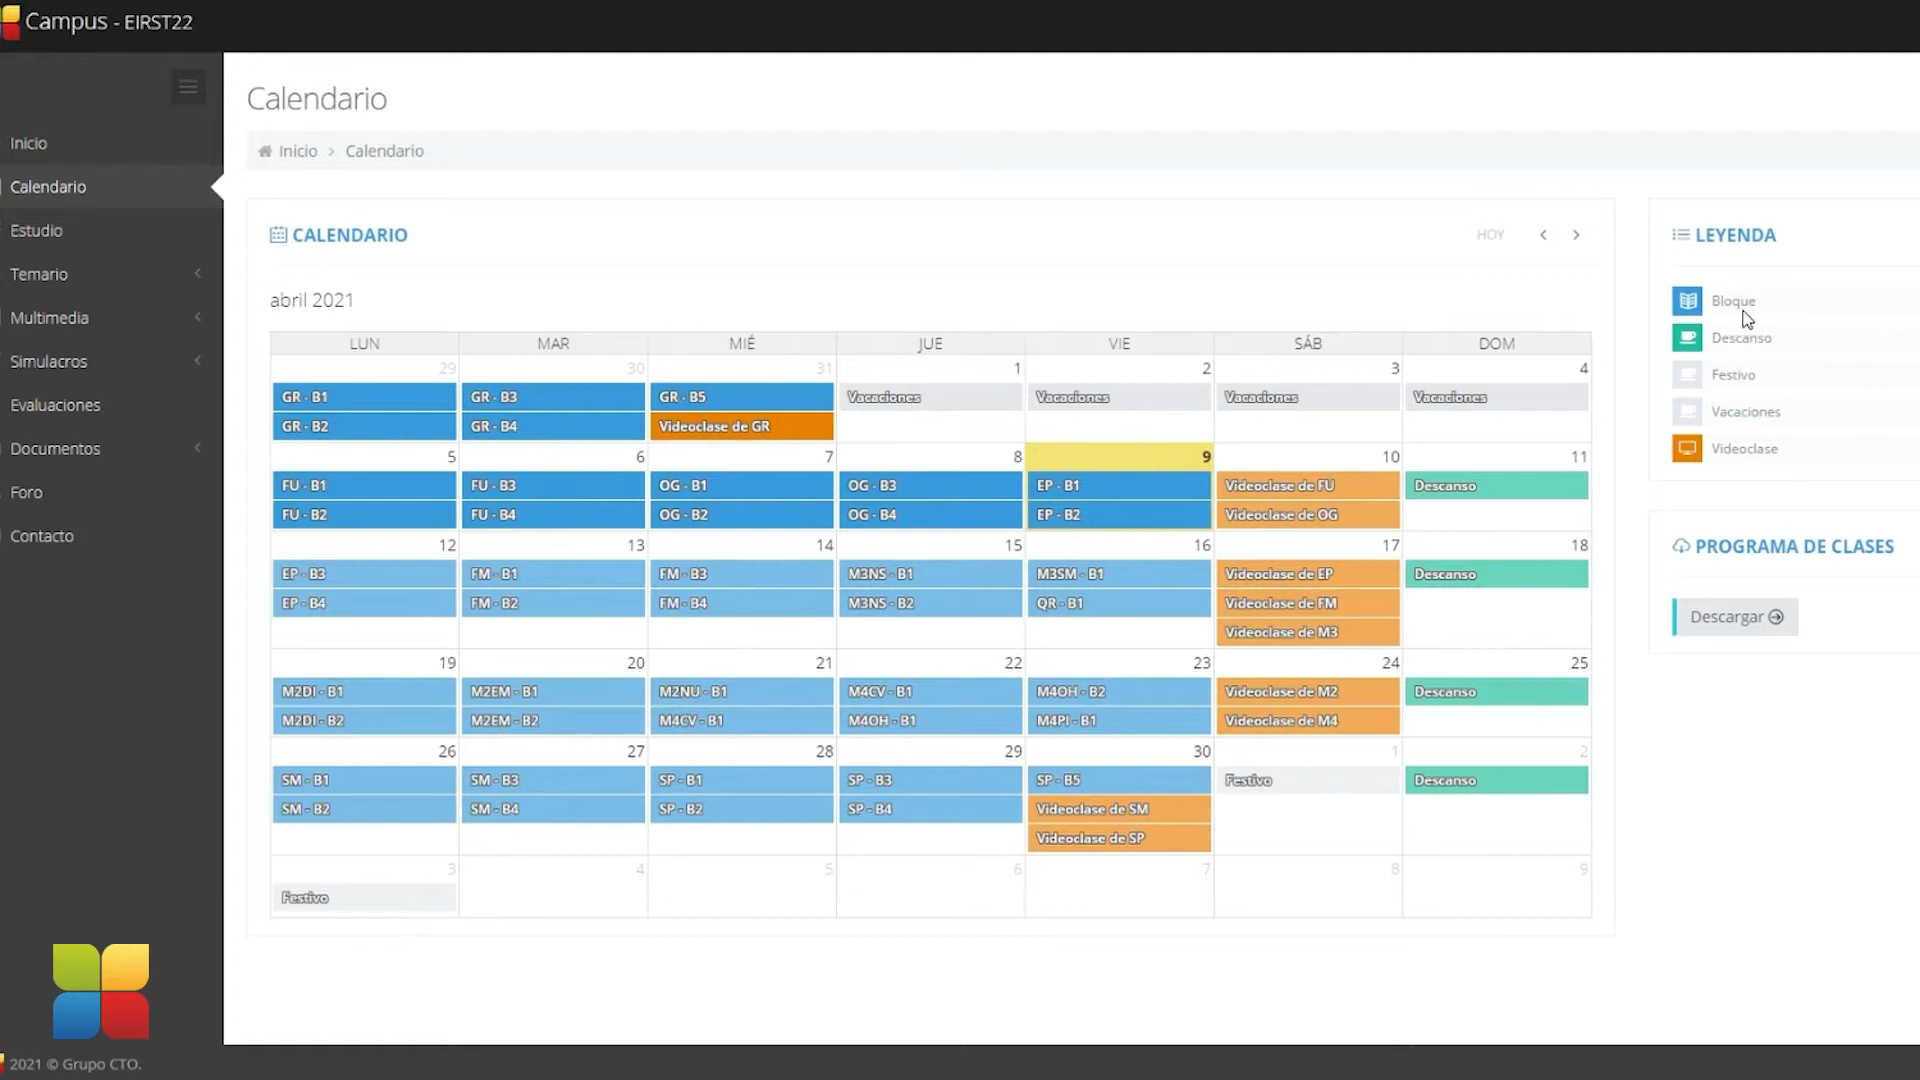 Campus - EIRST22
Inicio
Calendario
Estudio
Temario
Multimedia
Simulacros
Evaluaciones
Documentos
Foro
Contacto
2021 © Grupo CTO.
Calendario
Inicio > Calendario
CALENDARIO
HOY < >
abril 2021
LUN MAR MIÉ JUE VIE SÁB DOM
29 30 31 1 2 3 4
GR - B1 GR - B3 GR - B5 Vacaciones Vacaciones Vacaciones Vacaciones
GR - B2 GR - B4 Videoclase de GR
5 6 7 8 9 10 11
FU - B1 FU - B3 OG - B1 OG - B3 EP - B1 Videoclase de FU Descanso
FU - B2 FU - B4 OG - B2 OG - B4 EP - B2 Videoclase de OG
12 13 14 15 16 17 18
EP - B3 FM - B1 FM - B3 M3NS - B1 M3SM - B1 Videoclase de EP Descanso
EP - B4 FM - B2 FM - B4 M3NS - B2 QR - B1 Videoclase de FM
Videoclase de M3
19 20 21 22 23 24 25
M2DI - B1 M2EM - B1 M2NU - B1 M4CV - B1 M4OH - B2 Videoclase de M2 Descanso
M2DI - B2 M2EM - B2 M4CV - B1 M4OH - B1 M4PI - B1 Videoclase de M4
26 27 28 29 30 1 2
SM - B1 SM - B3 SP - B1 SP - B3 SP - B5 Festivo Descanso
SM - B2 SM - B4 SP - B2 SP - B4 Videoclase de SM
Videoclase de SP
3 4 5 6 7 8 9
Festivo
LEYENDA
Bloque
Descanso
Festivo
Vacaciones
Videoclase
PROGRAMA DE CLASES
Descargar